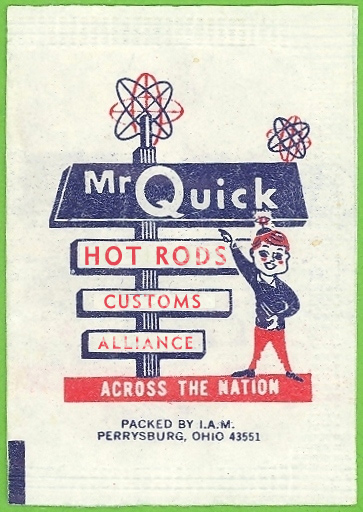 Mr Quick
HOT RODS
CUSTOMS
ALLIANCE
ACROSS THE NATION
PACKED BY I.A.M.
PERRYSBURG, OHIO 43551